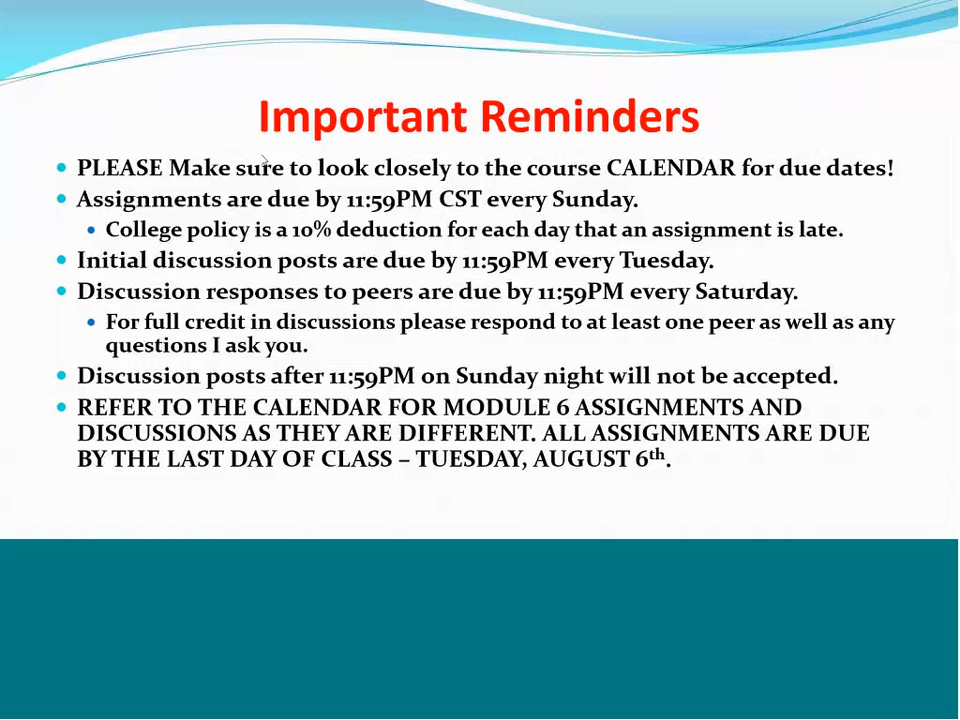 Important Reminders
• PLEASE Make sure to look closely to the course CALENDAR for due dates!
• Assignments are due by 11:59PM CST every Sunday.
• College policy is a 10% deduction for each day that an assignment is late.
• Initial discussion posts are due by 11:59PM every Tuesday.
• Discussion responses to peers are due by 11:59PM every Saturday.
• For full credit in discussions please respond to at least one peer as well as any
questions I ask you.
• Discussion posts after 11:59PM on Sunday night will not be accepted.
• REFER TO THE CALENDAR FOR MODULE 6 ASSIGNMENTS AND
DISCUSSIONS AS THEY ARE DIFFERENT. ALL ASSIGNMENTS ARE DUE
BY THE LAST DAY OF CLASS – TUESDAY, AUGUST 6th.